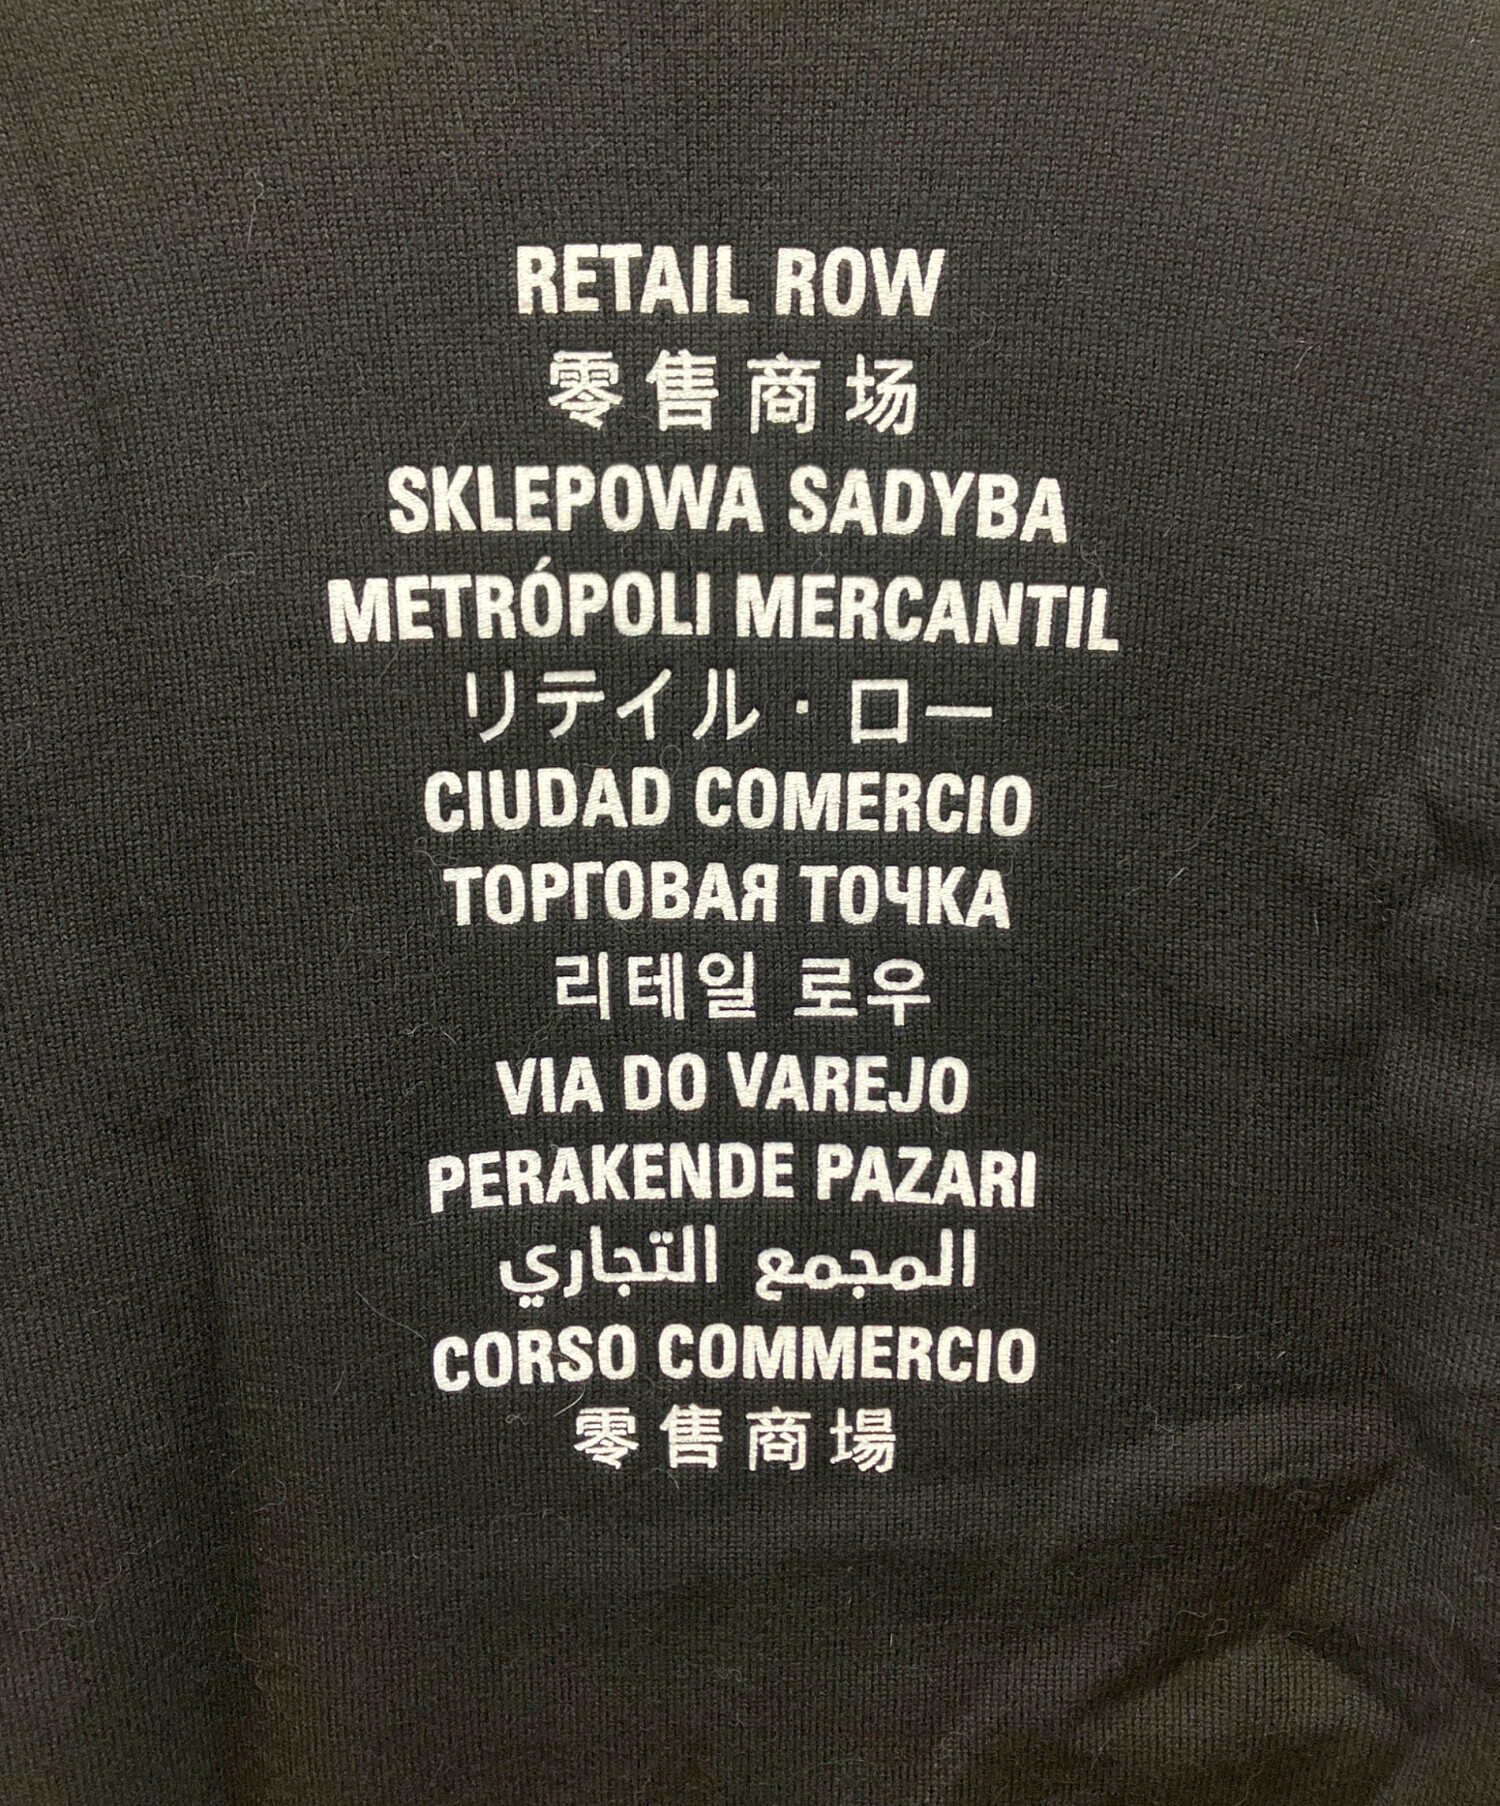 RETAIL ROW
零售商场
SKLEPOWA SADYBA
METRÓPOLI MERCANTIL
リテイル・ロー
CIUDAD COMERCIO
ТОРГОВАЯ ТОЧКА
리테일 로우
VIA DO VAREJO
PERAKENDE PAZARI
المجمع التجاري
CORSO COMMERCIO
零售商場